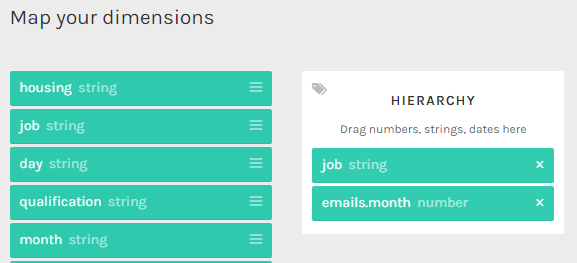 Map your dimensions
housing string
job string
day string
qualification string
month string
HIERARCHY
Drag numbers, strings, dates here
job string ×
emails.month number ×